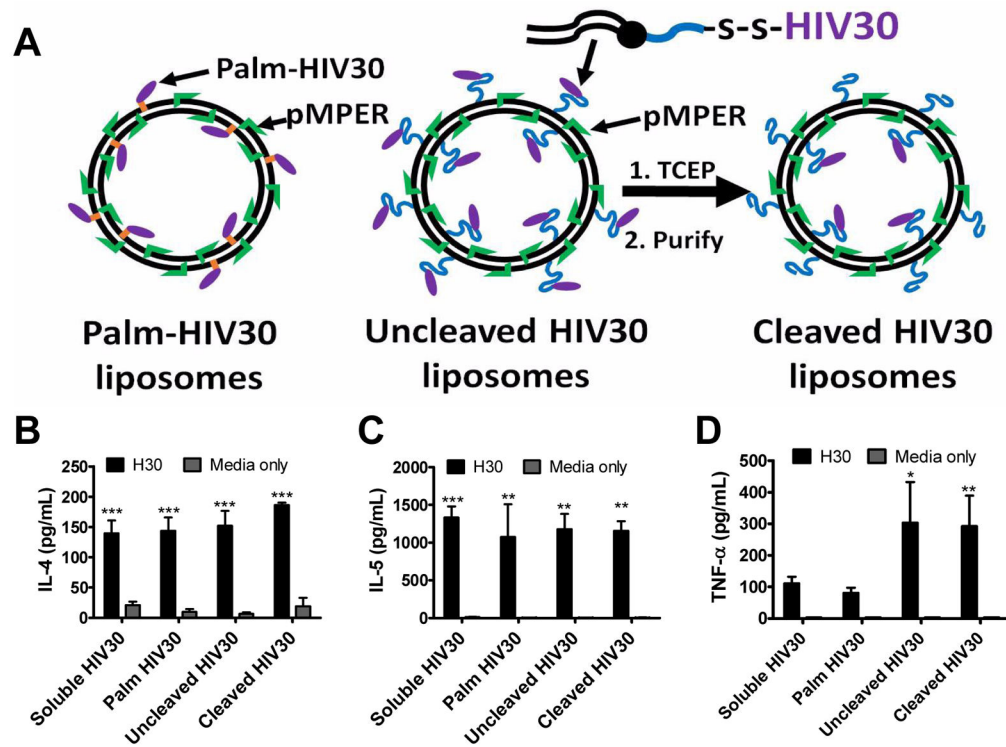 A
-S-S-HIV30
Palm-HIV30
pMPER
pMPER
1. TCEP
2. Purify
Palm-HIV30
liposomes
Uncleaved HIV30
liposomes
Cleaved HIV30
liposomes
B
H30 Media only
IL-4 (pg/mL)
250
200
150
100
50
0
*** *** *** ***
Soluble HIV30
Palm HIV30
Uncleaved HIV30
Cleaved HIV30
C
H30 Media only
IL-5 (pg/mL)
2000
1500
1000
500
0
*** ** ** **
Soluble HIV30
Palm HIV30
Uncleaved HIV30
Cleaved HIV30
D
H30 Media only
TNF-α (pg/mL)
500
400
300
200
100
0
* **
Soluble HIV30
Palm HIV30
Uncleaved HIV30
Cleaved HIV30